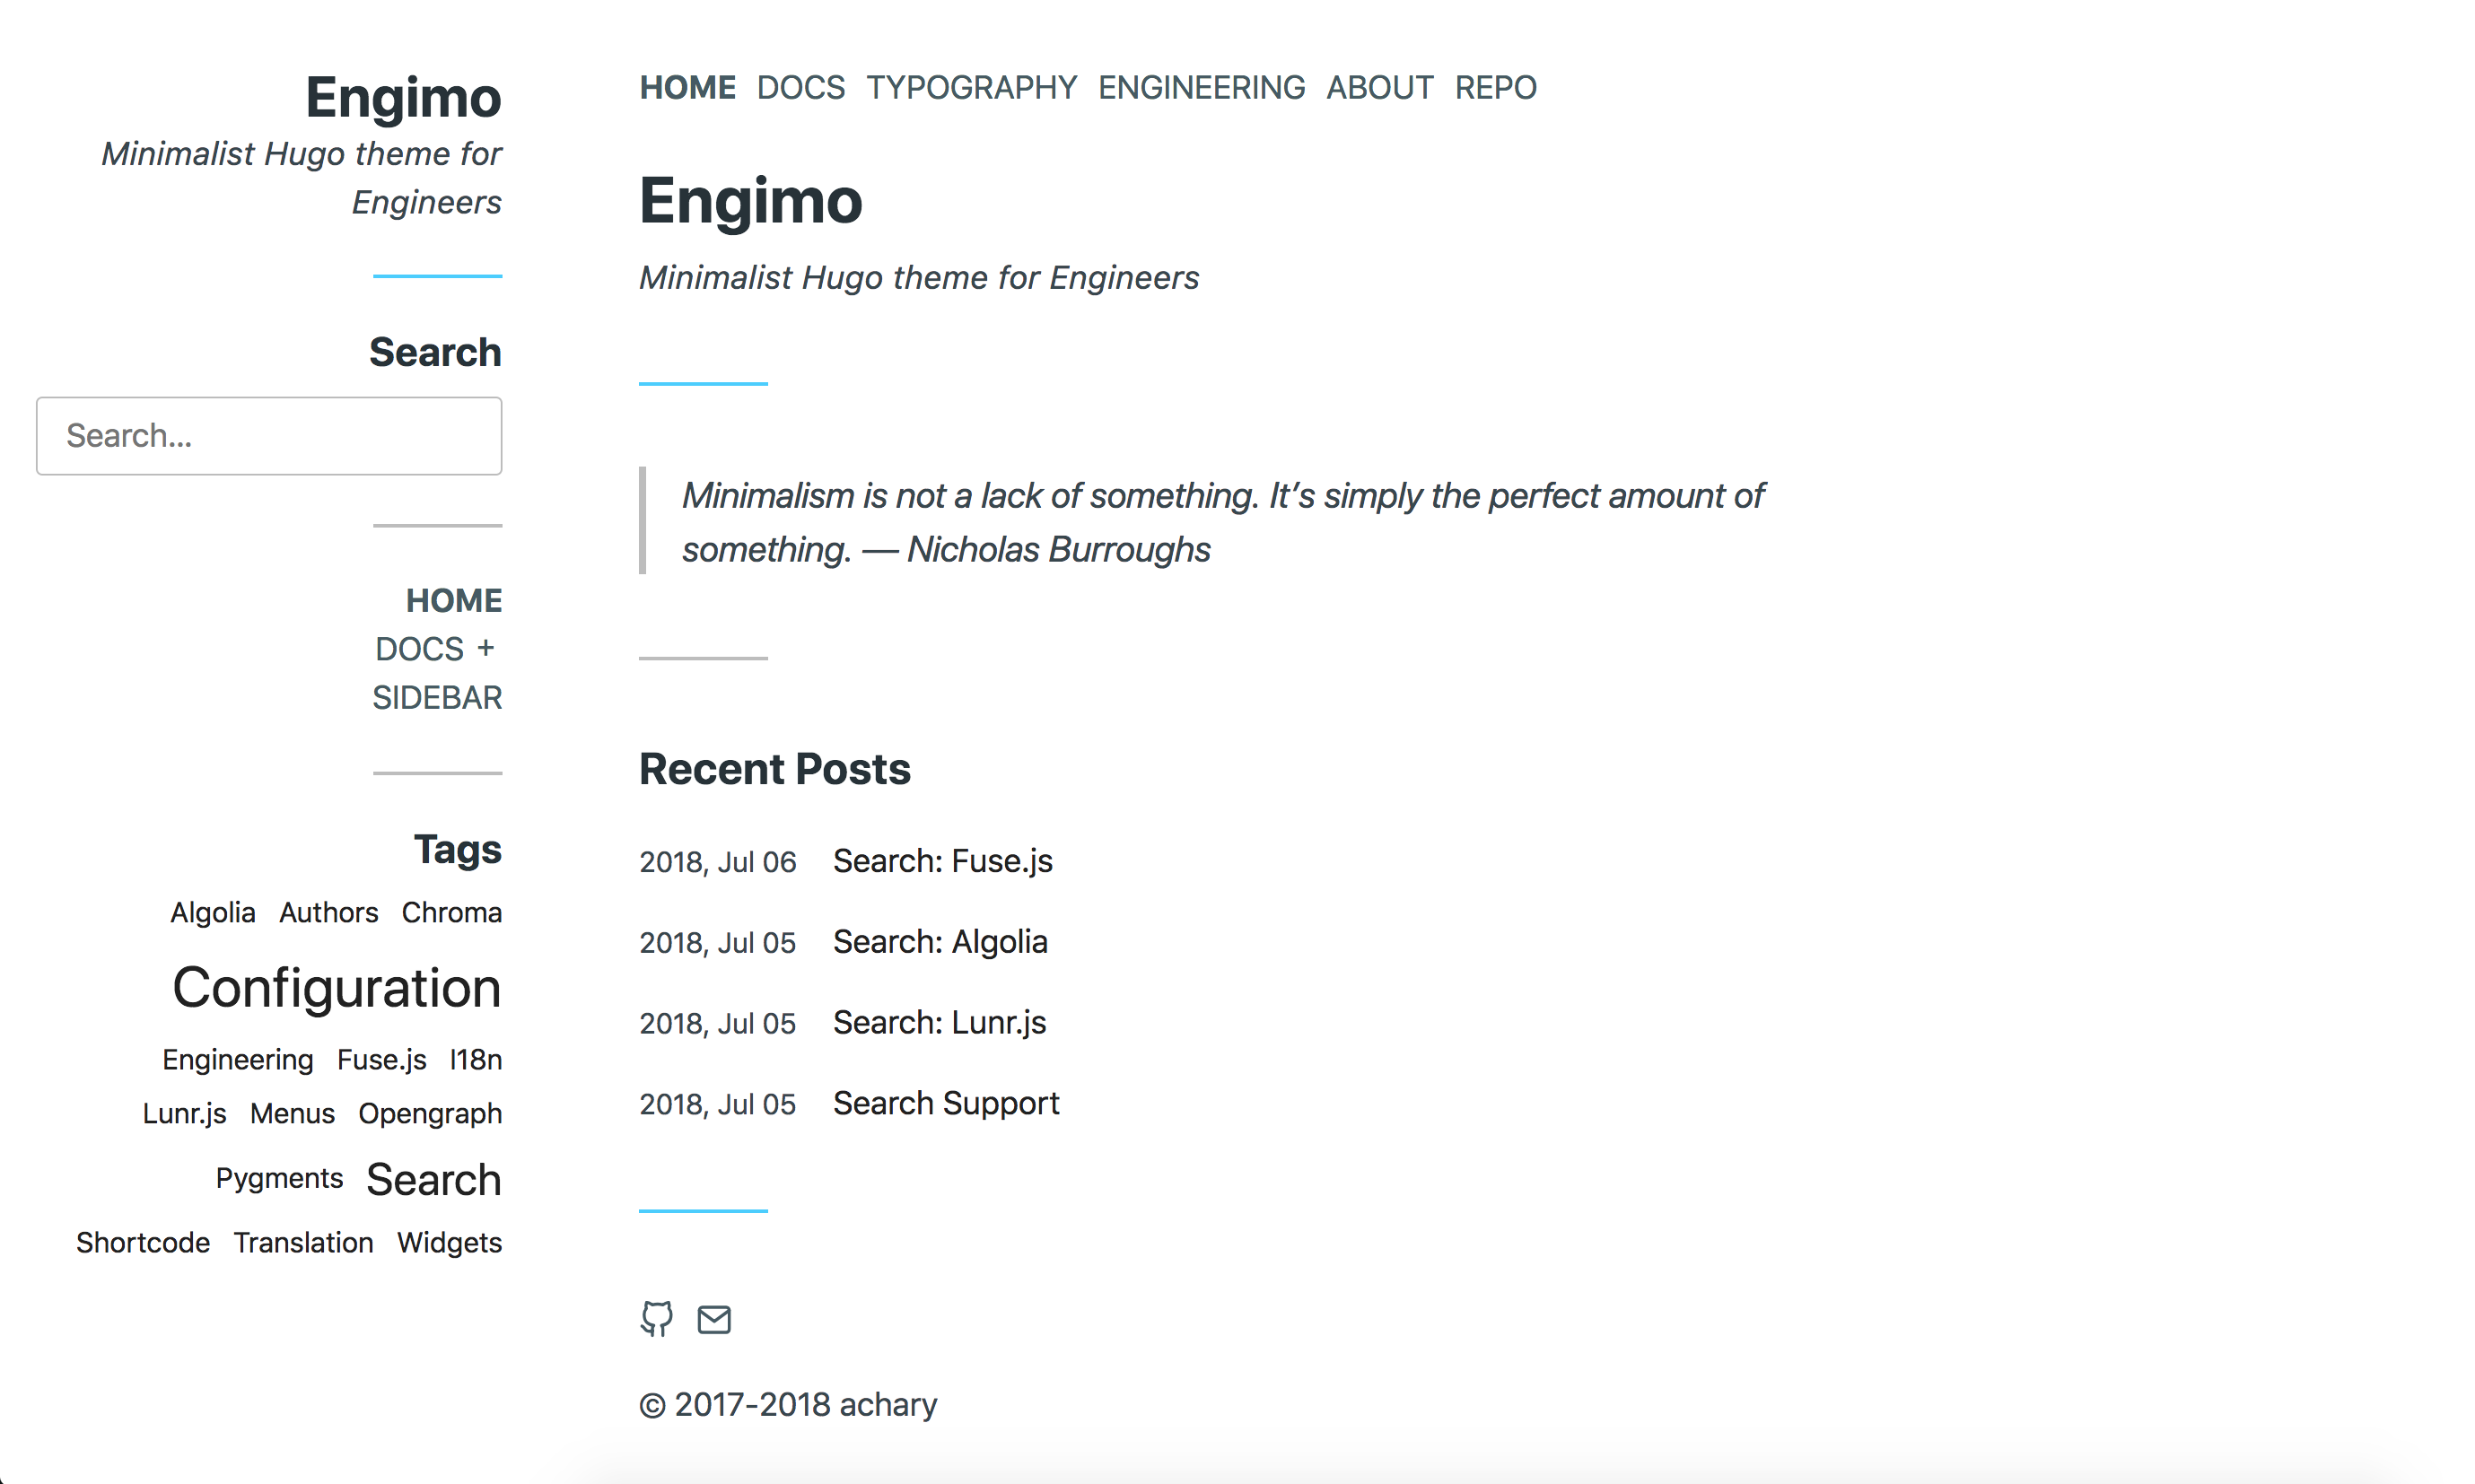 Engimo
Minimalist Hugo theme for
Engineers
Search
Search...
HOME
DOCS +
SIDEBAR
Tags
Algolia Authors Chroma
Configuration
Engineering Fuse.js I18n
Lunr.js Menus Opengraph
Pygments Search
Shortcode Translation Widgets
HOME DOCS TYPOGRAPHY ENGINEERING ABOUT REPO
Engimo
Minimalist Hugo theme for Engineers
Minimalism is not a lack of something. It’s simply the perfect amount of
something. — Nicholas Burroughs
Recent Posts
2018, Jul 06 Search: Fuse.js
2018, Jul 05 Search: Algolia
2018, Jul 05 Search: Lunr.js
2018, Jul 05 Search Support
© 2017-2018 achary